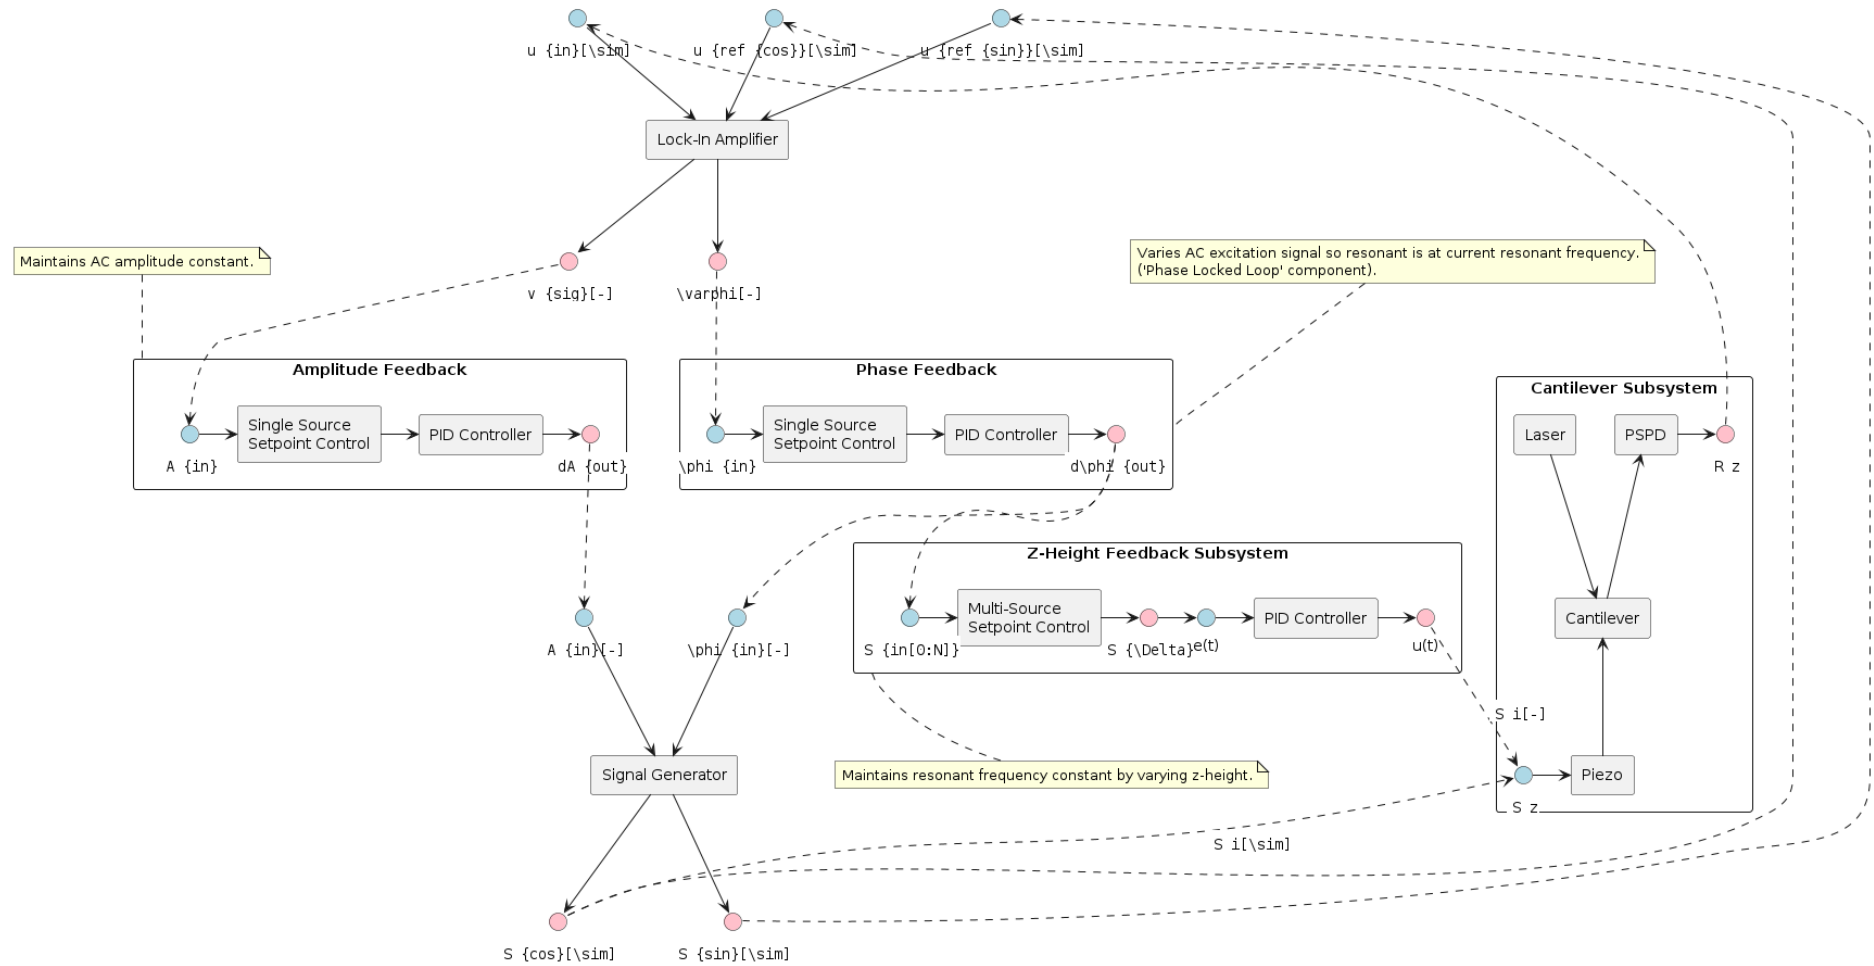 u {in}[\sim]
u {ref {cos}}[\sim]
u {ref {sin}}[\sim]
Lock-In Amplifier
Maintains AC amplitude constant.
v {sig}[-]
\varphi[-]
Varies AC excitation signal so resonant is at current resonant frequency.
('Phase Locked Loop' component).
Amplitude Feedback
Single Source
Setpoint Control
PID Controller
A {in}
dA {out}
Phase Feedback
Single Source
Setpoint Control
PID Controller
\phi {in}
d\phi {out}
Cantilever Subsystem
Laser
PSPD
R z
Cantilever
Z-Height Feedback Subsystem
Multi-Source
Setpoint Control
PID Controller
S {in[0:N]}
S {\Delta}
e(t)
u(t)
A {in}[-]
\phi {in}[-]
S i[-]
Signal Generator
Maintains resonant frequency constant by varying z-height.
Piezo
S z
S i[\sim]
S {cos}[\sim]
S {sin}[\sim]